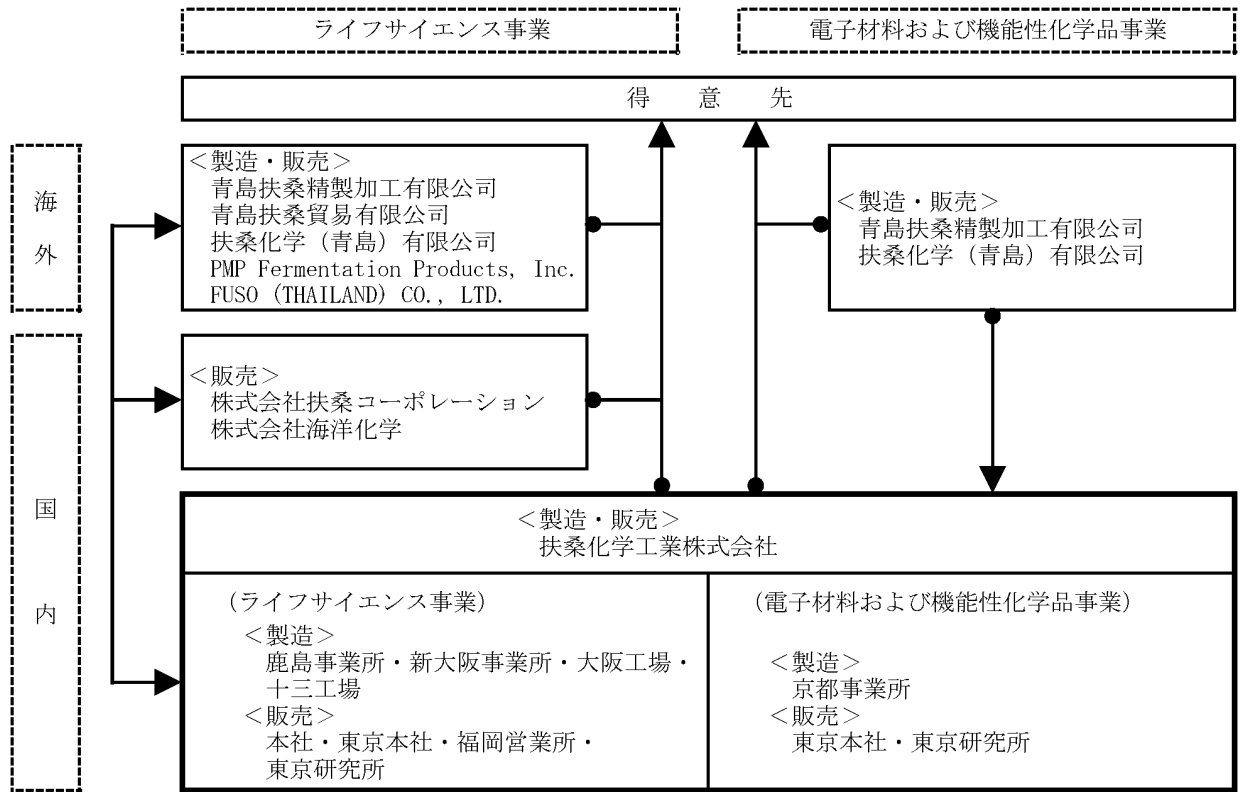 ライフサイエンス事業
電子材料および機能性化学品事業
得意先
海外
＜製造・販売＞
青島扶桑精製加工有限公司
青島扶桑貿易有限公司
扶桑化学（青島）有限公司
PMP Fermentation Products, Inc.
FUSO (THAILAND) CO., LTD.
＜製造・販売＞
青島扶桑精製加工有限公司
扶桑化学（青島）有限公司
国内
＜販売＞
株式会社扶桑コーポレーション
株式会社海洋化学
＜製造・販売＞
扶桑化学工業株式会社
（ライフサイエンス事業）
＜製造＞
鹿島事業所・新大阪事業所・大阪工場・
十三工場
＜販売＞
本社・東京本社・福岡営業所・
東京研究所
（電子材料および機能性化学品事業）
＜製造＞
京都事業所
＜販売＞
東京本社・東京研究所